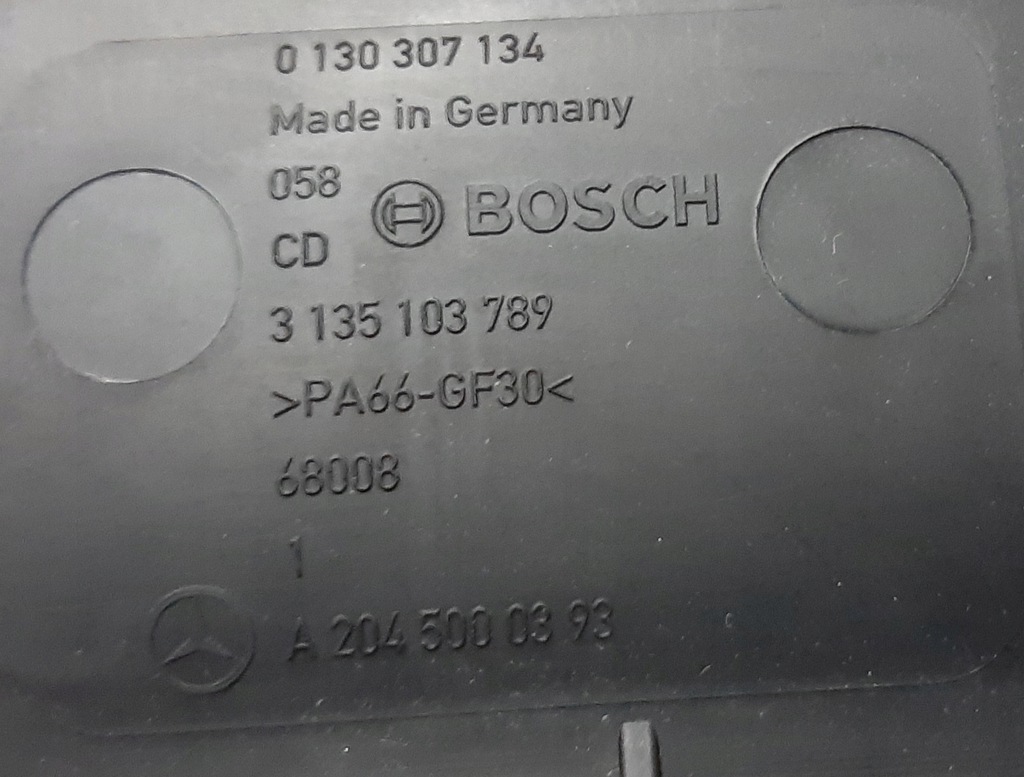 0 130 307 134
Made in Germany
058
BOSCH
CD
3 135 103 789
>PA66-GF30<
68008
1
A 204 500 03 93